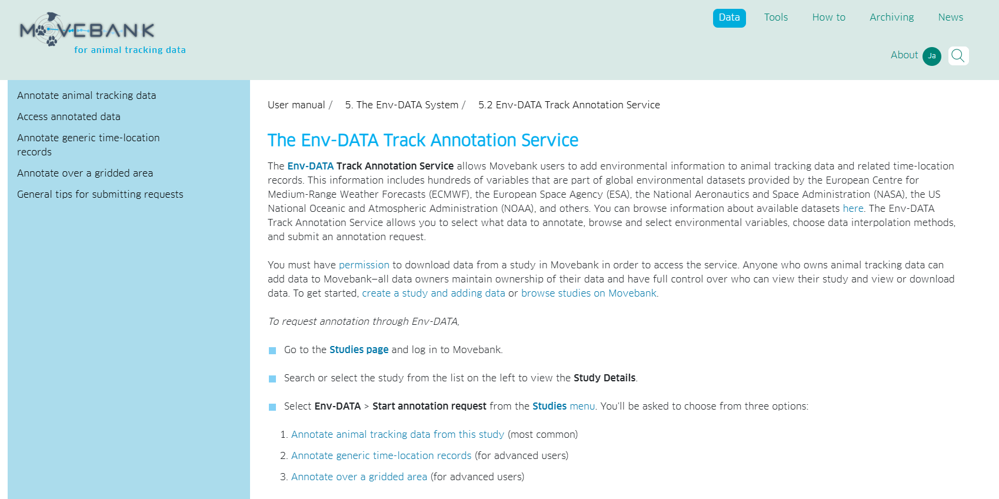 MOVEBANK
for animal tracking data
Data
Tools
How to
Archiving
News
About
Ja
Annotate animal tracking data
Access annotated data
Annotate generic time-location
records
Annotate over a gridded area
General tips for submitting requests
User manual / 5. The Env-DATA System / 5.2 Env-DATA Track Annotation Service
The Env-DATA Track Annotation Service
The Env-DATA Track Annotation Service allows Movebank users to add environmental information to animal tracking data and related time-location
records. This information includes hundreds of variables that are part of global environmental datasets provided by the European Centre for
Medium-Range Weather Forecasts (ECMWF), the European Space Agency (ESA), the National Aeronautics and Space Administration (NASA), the US
National Oceanic and Atmospheric Administration (NOAA), and others. You can browse information about available datasets here. The Env-DATA
Track Annotation Service allows you to select what data to annotate, browse and select environmental variables, choose data interpolation methods,
and submit an annotation request.
You must have permission to download data from a study in Movebank in order to access the service. Anyone who owns animal tracking data can
add data to Movebank—all data owners maintain ownership of their data and have full control over who can view their study and view or download
data. To get started, create a study and adding data or browse studies on Movebank.
To request annotation through Env-DATA,
Go to the Studies page and log in to Movebank.
Search or select the study from the list on the left to view the Study Details.
Select Env-DATA > Start annotation request from the Studies menu. You'll be asked to choose from three options:
1. Annotate animal tracking data from this study (most common)
2. Annotate generic time-location records (for advanced users)
3. Annotate over a gridded area (for advanced users)